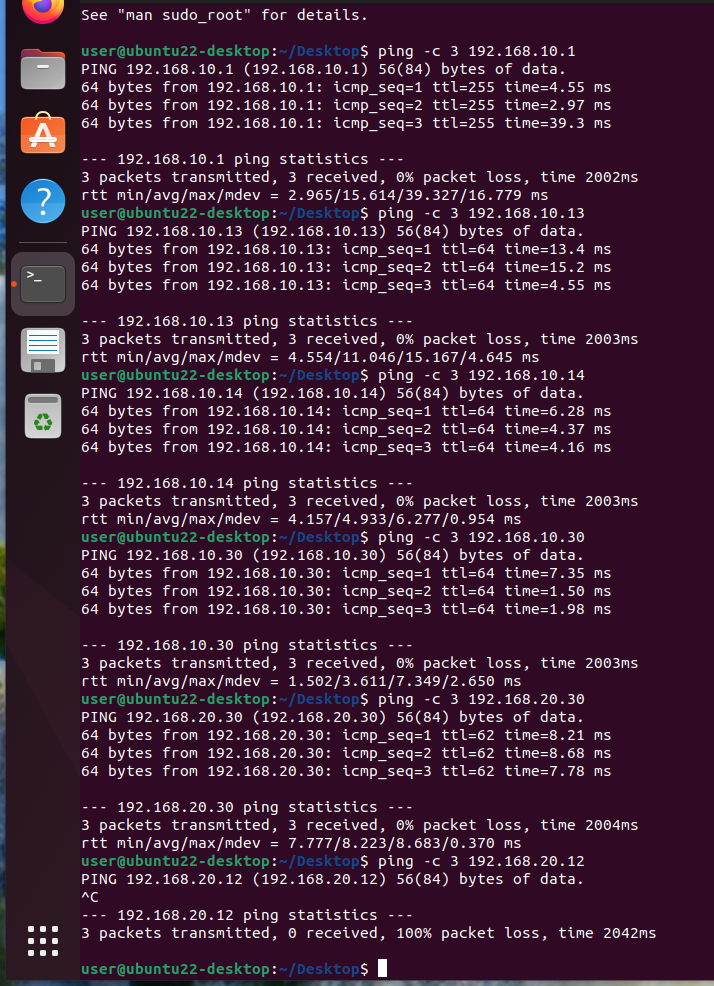 See "man sudo_root" for details.
user@ubuntu22-desktop:~/Desktop$ ping -c 3 192.168.10.1
PING 192.168.10.1 (192.168.10.1) 56(84) bytes of data.
64 bytes from 192.168.10.1: icmp_seq=1 ttl=255 time=4.55 ms
64 bytes from 192.168.10.1: icmp_seq=2 ttl=255 time=2.97 ms
64 bytes from 192.168.10.1: icmp_seq=3 ttl=255 time=39.3 ms
--- 192.168.10.1 ping statistics ---
3 packets transmitted, 3 received, 0% packet loss, time 2002ms
rtt min/avg/max/mdev = 2.965/15.614/39.327/16.779 ms
user@ubuntu22-desktop:~/Desktop$ ping -c 3 192.168.10.13
PING 192.168.10.13 (192.168.10.13) 56(84) bytes of data.
64 bytes from 192.168.10.13: icmp_seq=1 ttl=64 time=13.4 ms
64 bytes from 192.168.10.13: icmp_seq=2 ttl=64 time=15.2 ms
64 bytes from 192.168.10.13: icmp_seq=3 ttl=64 time=4.55 ms
--- 192.168.10.13 ping statistics ---
3 packets transmitted, 3 received, 0% packet loss, time 2003ms
rtt min/avg/max/mdev = 4.554/11.046/15.167/4.645 ms
user@ubuntu22-desktop:~/Desktop$ ping -c 3 192.168.10.14
PING 192.168.10.14 (192.168.10.14) 56(84) bytes of data.
64 bytes from 192.168.10.14: icmp_seq=1 ttl=64 time=6.28 ms
64 bytes from 192.168.10.14: icmp_seq=2 ttl=64 time=4.37 ms
64 bytes from 192.168.10.14: icmp_seq=3 ttl=64 time=4.16 ms
--- 192.168.10.14 ping statistics ---
3 packets transmitted, 3 received, 0% packet loss, time 2003ms
rtt min/avg/max/mdev = 4.157/4.933/6.277/0.954 ms
user@ubuntu22-desktop:~/Desktop$ ping -c 3 192.168.10.30
PING 192.168.10.30 (192.168.10.30) 56(84) bytes of data.
64 bytes from 192.168.10.30: icmp_seq=1 ttl=64 time=7.35 ms
64 bytes from 192.168.10.30: icmp_seq=2 ttl=64 time=1.50 ms
64 bytes from 192.168.10.30: icmp_seq=3 ttl=64 time=1.98 ms
--- 192.168.10.30 ping statistics ---
3 packets transmitted, 3 received, 0% packet loss, time 2003ms
rtt min/avg/max/mdev = 1.502/3.611/7.349/2.650 ms
user@ubuntu22-desktop:~/Desktop$ ping -c 3 192.168.20.30
PING 192.168.20.30 (192.168.20.30) 56(84) bytes of data.
64 bytes from 192.168.20.30: icmp_seq=1 ttl=62 time=8.21 ms
64 bytes from 192.168.20.30: icmp_seq=2 ttl=62 time=8.68 ms
64 bytes from 192.168.20.30: icmp_seq=3 ttl=62 time=7.78 ms
--- 192.168.20.30 ping statistics ---
3 packets transmitted, 3 received, 0% packet loss, time 2004ms
rtt min/avg/max/mdev = 7.777/8.223/8.683/0.370 ms
user@ubuntu22-desktop:~/Desktop$ ping -c 3 192.168.20.12
PING 192.168.20.12 (192.168.20.12) 56(84) bytes of data.
^C
--- 192.168.20.12 ping statistics ---
3 packets transmitted, 0 received, 100% packet loss, time 2042ms
user@ubuntu22-desktop:~/Desktop$